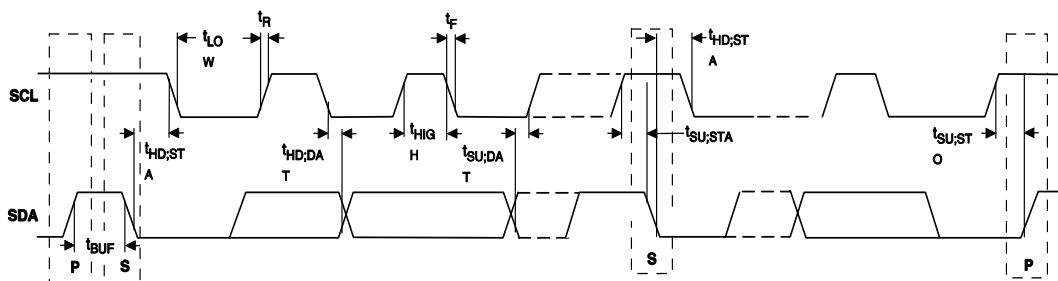 tLO
W
tR
tF
tHD;ST
A
SCL
tHD;ST
A
tHD;DA
T
tHIG
H
tSU;DA
T
tSU;STA
tSU;ST
O
SDA
tBUF
P
S
S
P